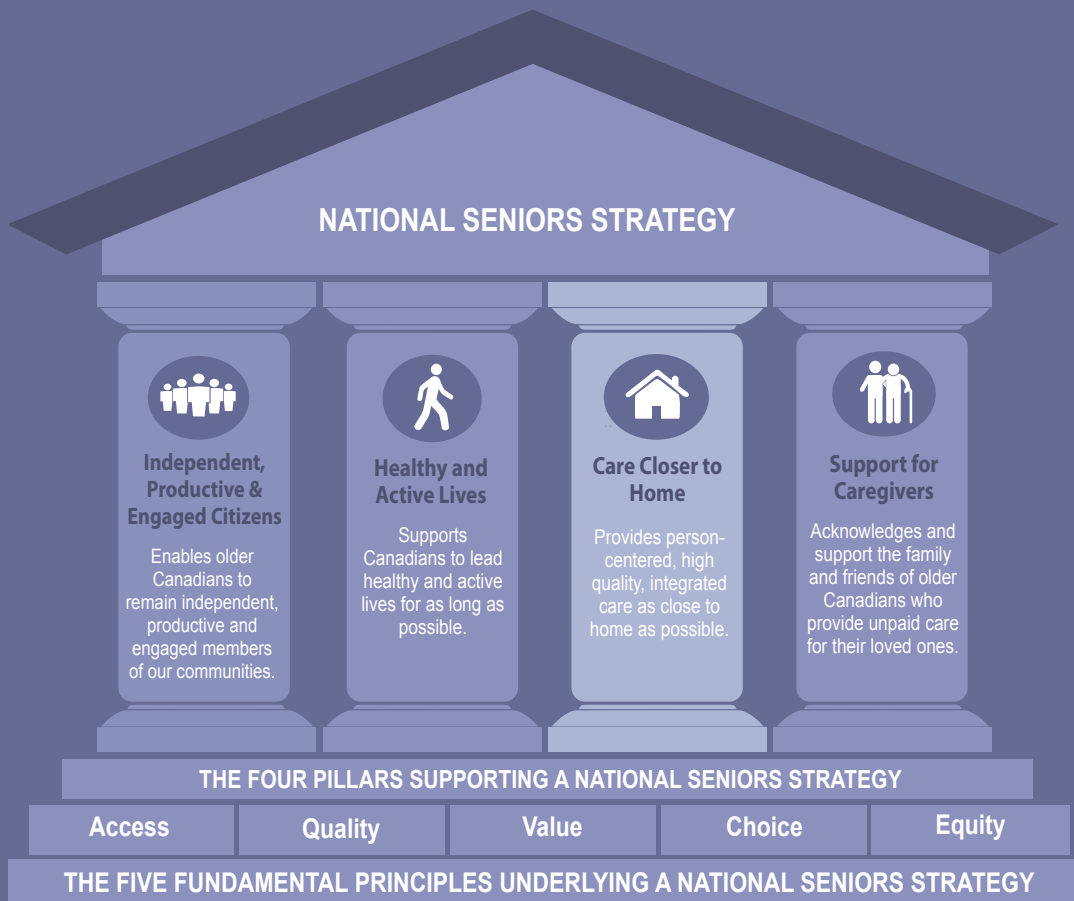 NATIONAL SENIORS STRATEGY
Independent,
Productive &
Engaged Citizens
Enables older
Canadians to
remain independent,
productive and
engaged members
of our communities.
Healthy and
Active Lives
Supports
Canadians to lead
healthy and active
lives for as long as
possible.
Care Closer to
Home
Provides person-
centered, high
quality, integrated
care as close to
home as possible.
Support for
Caregivers
Acknowledges and
support the family
and friends of older
Canadians who
provide unpaid care
for their loved ones.
THE FOUR PILLARS SUPPORTING A NATIONAL SENIORS STRATEGY
Access
Quality
Value
Choice
Equity
THE FIVE FUNDAMENTAL PRINCIPLES UNDERLYING A NATIONAL SENIORS STRATEGY